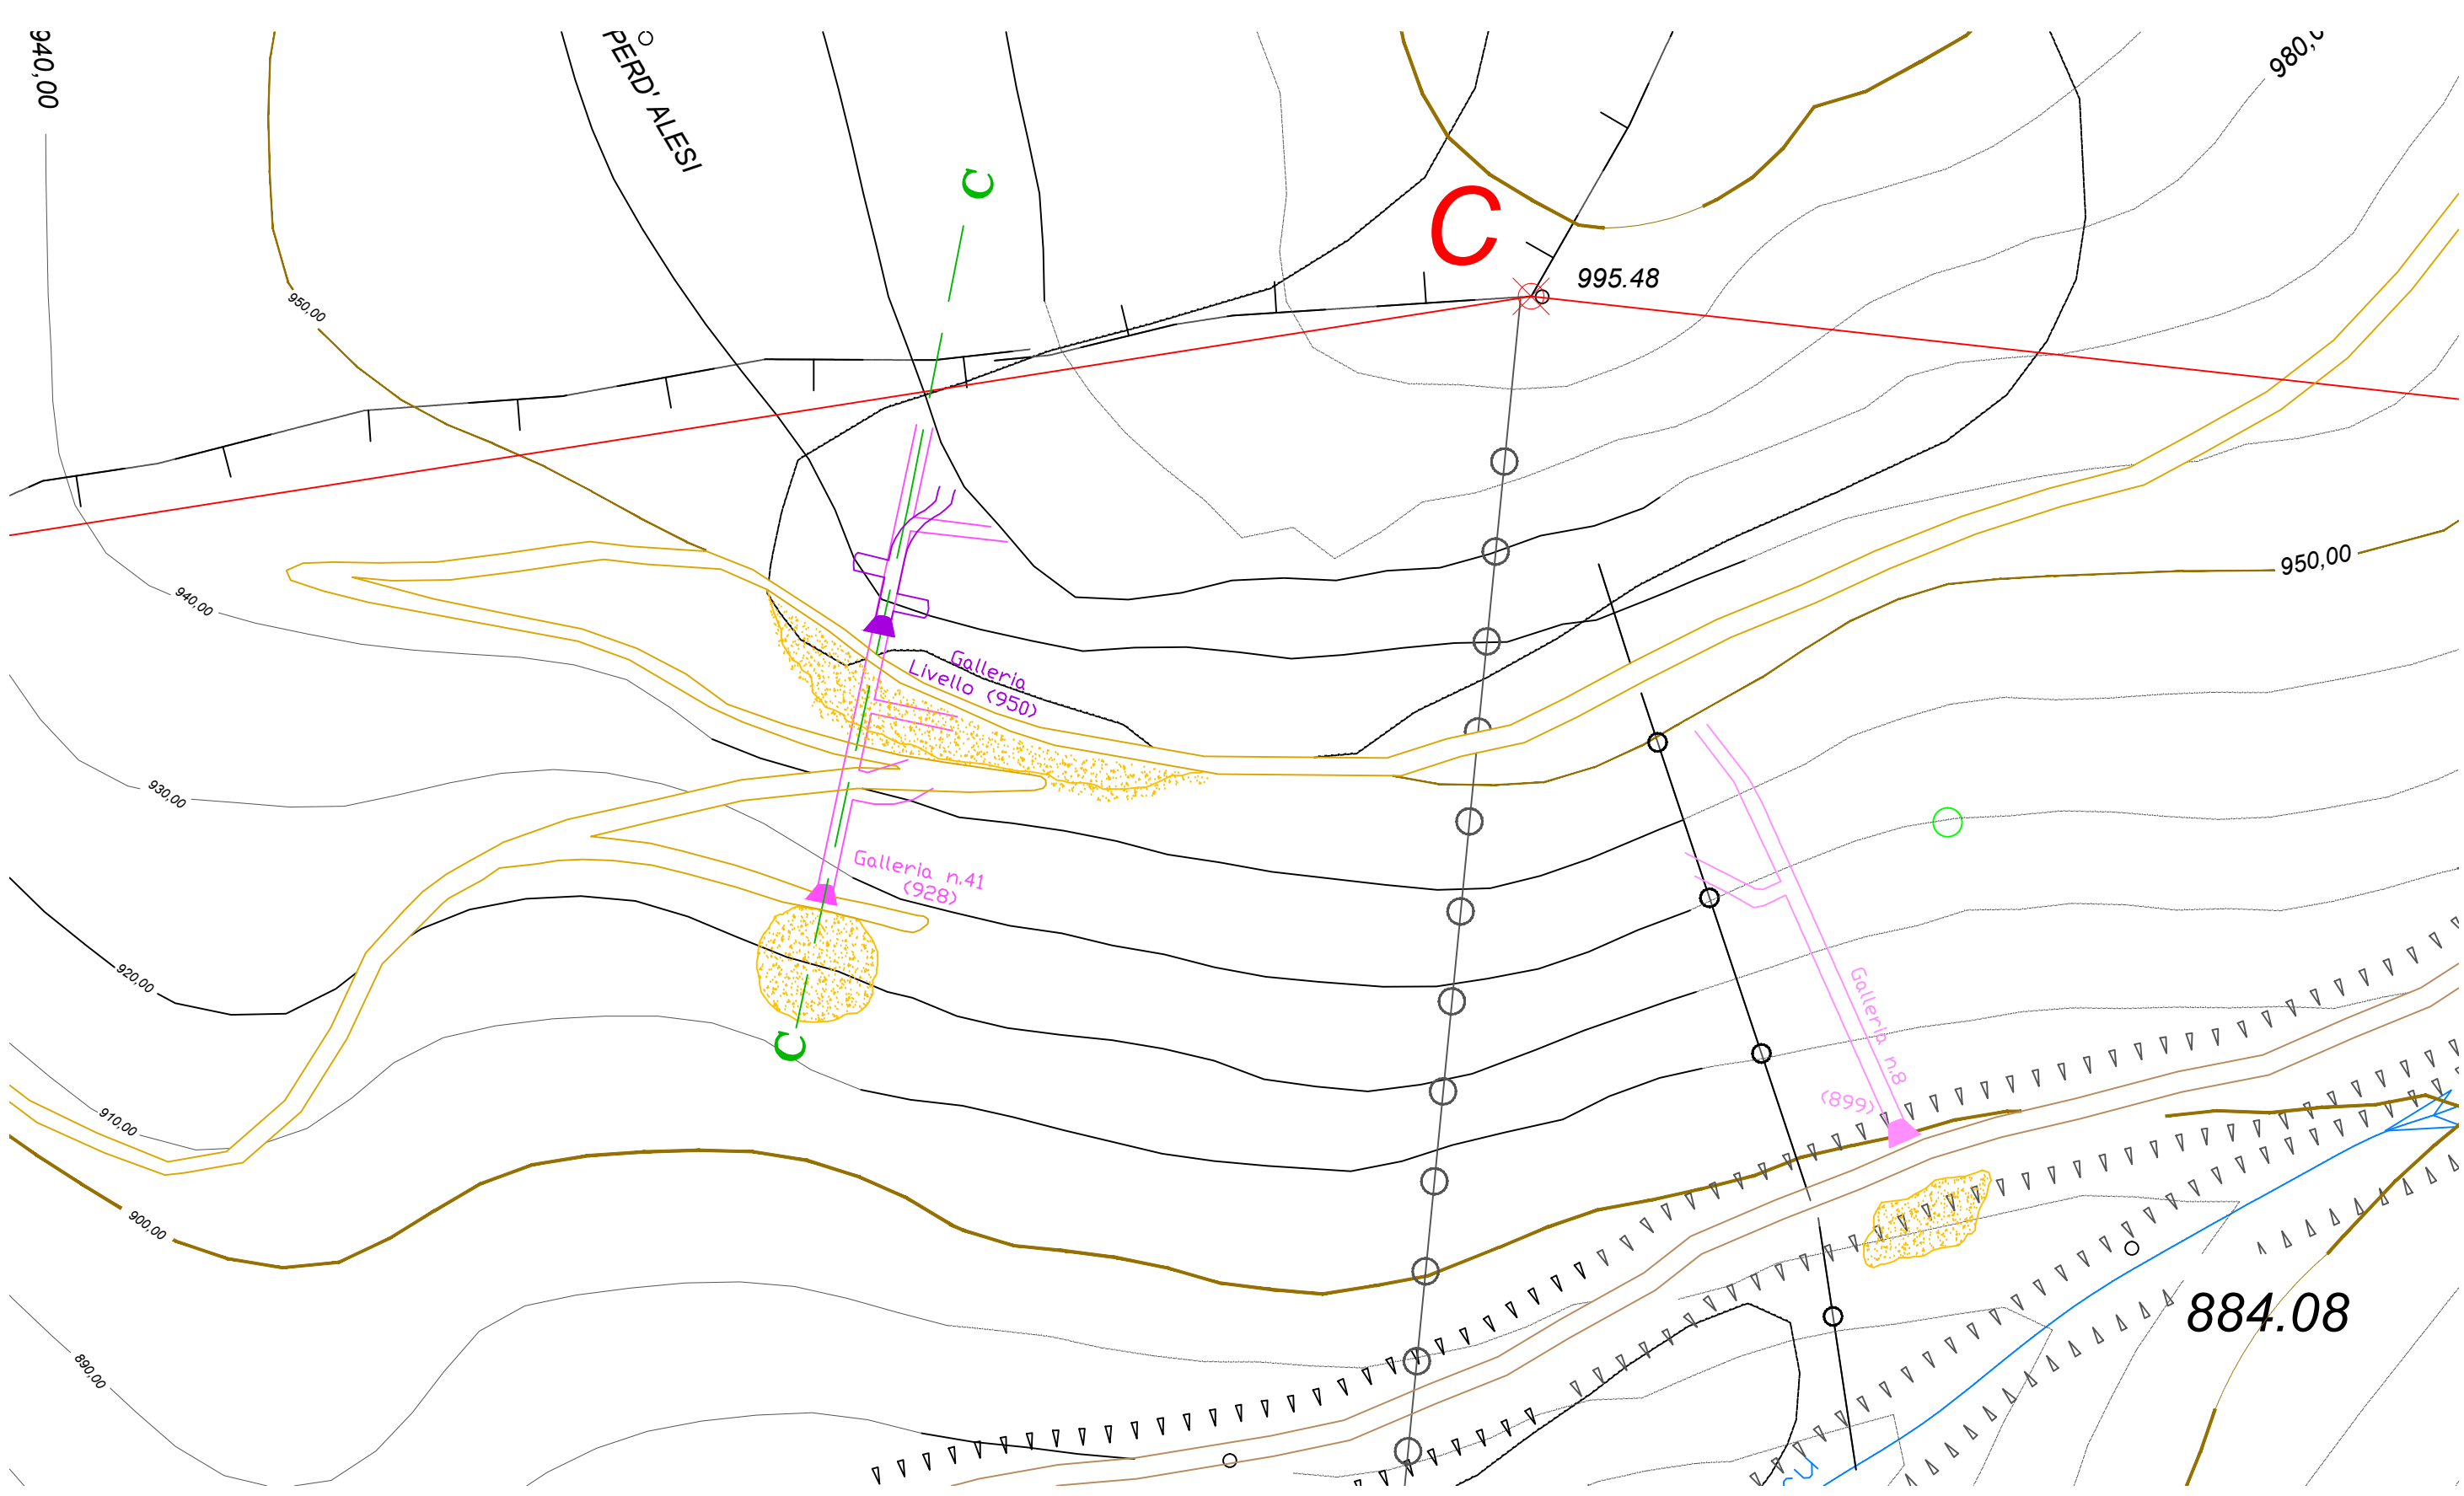 940,00
PERD' ALESI
980,0
C
C
995.48
950,00
950,00
940,00
Galleria
Livello (950)
930,00
Galleria n.41
(928)
920,00
Galleria n.8
(899)
C
910,00
900,00
884.08
890,00